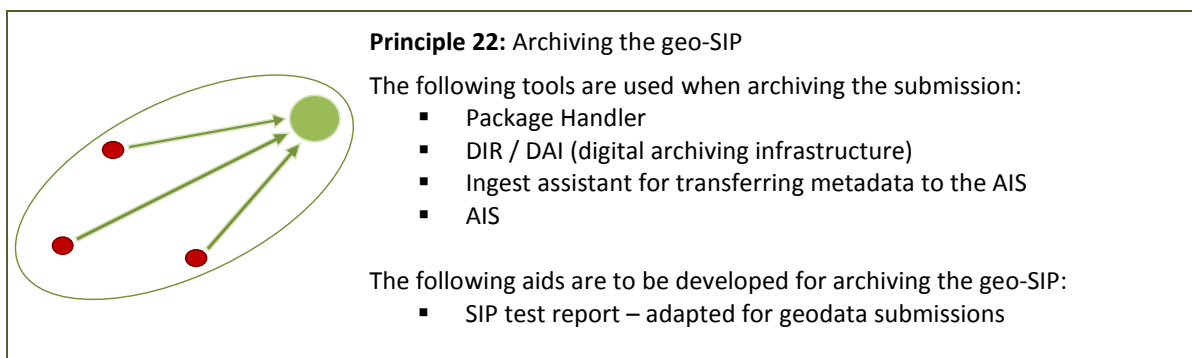 Principle 22: Archiving the geo-SIP
The following tools are used when archiving the submission:
▪ Package Handler
▪ DIR / DAI (digital archiving infrastructure)
▪ Ingest assistant for transferring metadata to the AIS
▪ AIS
The following aids are to be developed for archiving the geo-SIP:
▪ SIP test report – adapted for geodata submissions